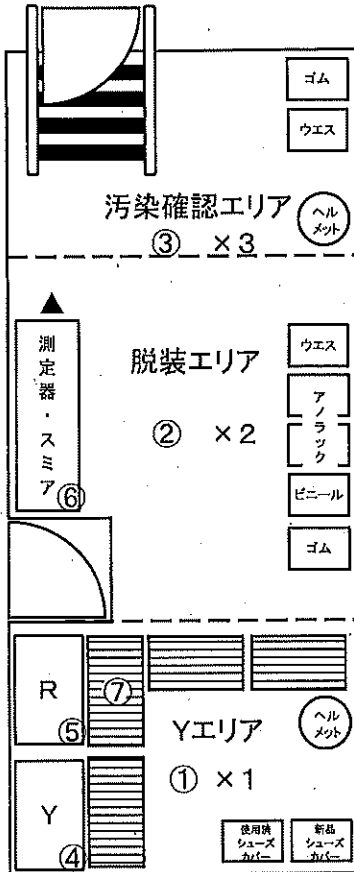 ゴム
ウエス
汚染確認エリア
ヘル
メット
③ ×3
▲
測定器・スミア
⑥
脱装エリア
② ×2
ウエス
アノラック
ビニール
ゴム
R
⑤
⑦
Yエリア
ヘル
メット
① ×1
Y
④
使用済
シューズ
カバー
新品
シューズ
カバー